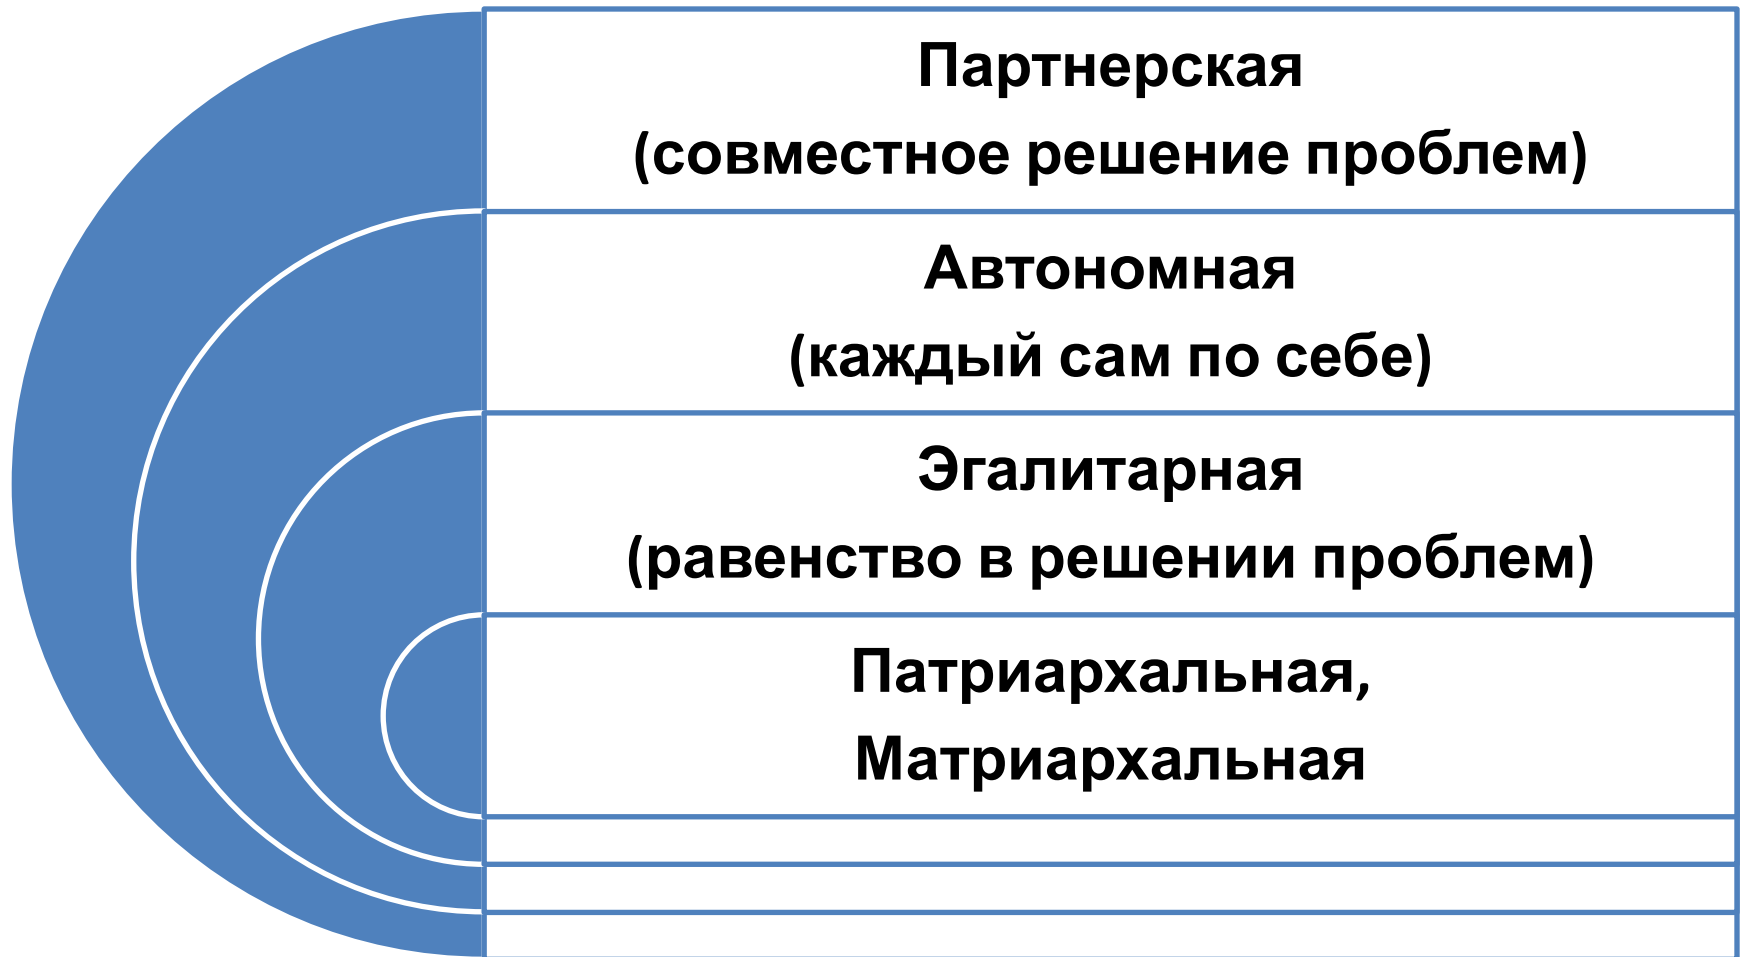 Партнерская
(совместное решение проблем)
Автономная
(каждый сам по себе)
Эгалитарная
(равенство в решении проблем)
Патриархальная,
Матриархальная